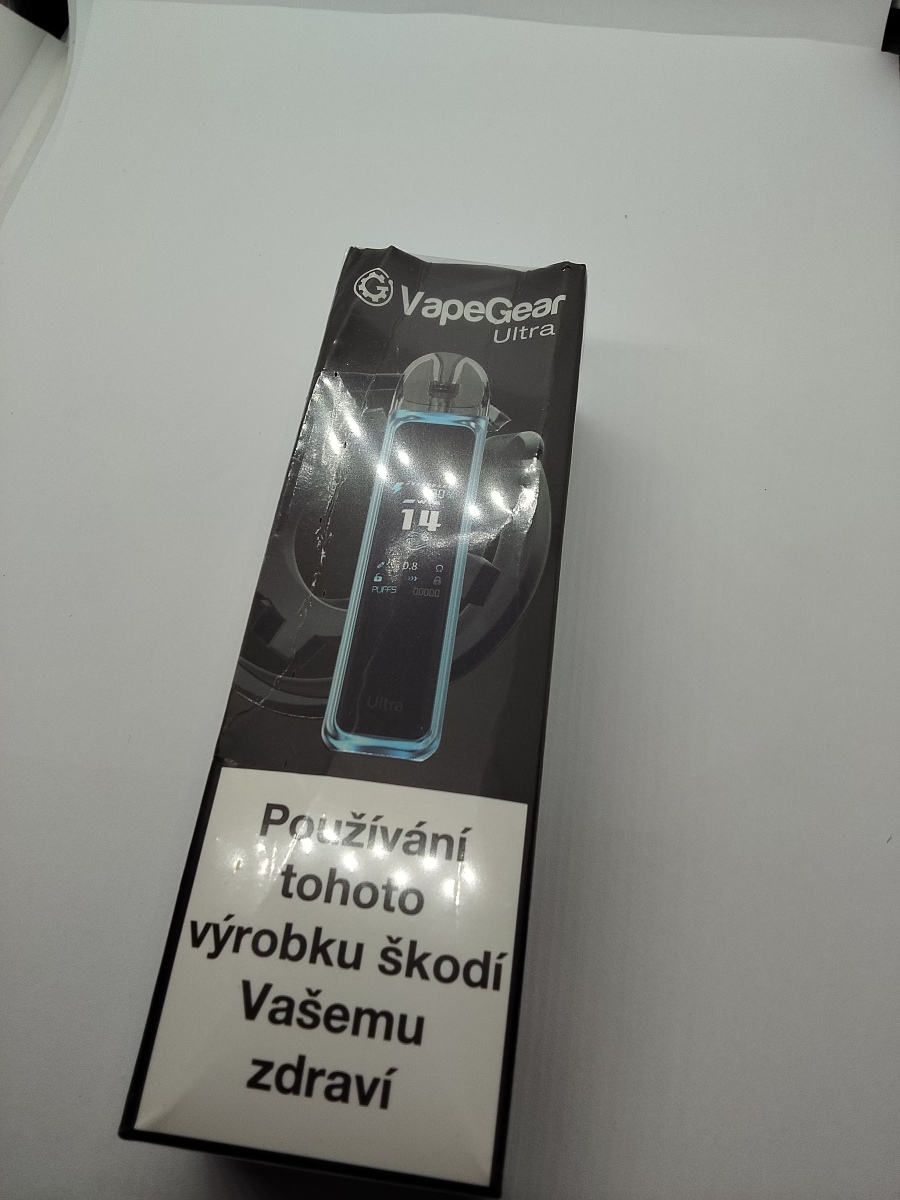 VapeGear
Ultra
14
0.8 Ω
PUFFS 00000
Ultra
Používání
tohoto
výrobku škodí
Vašemu
zdraví